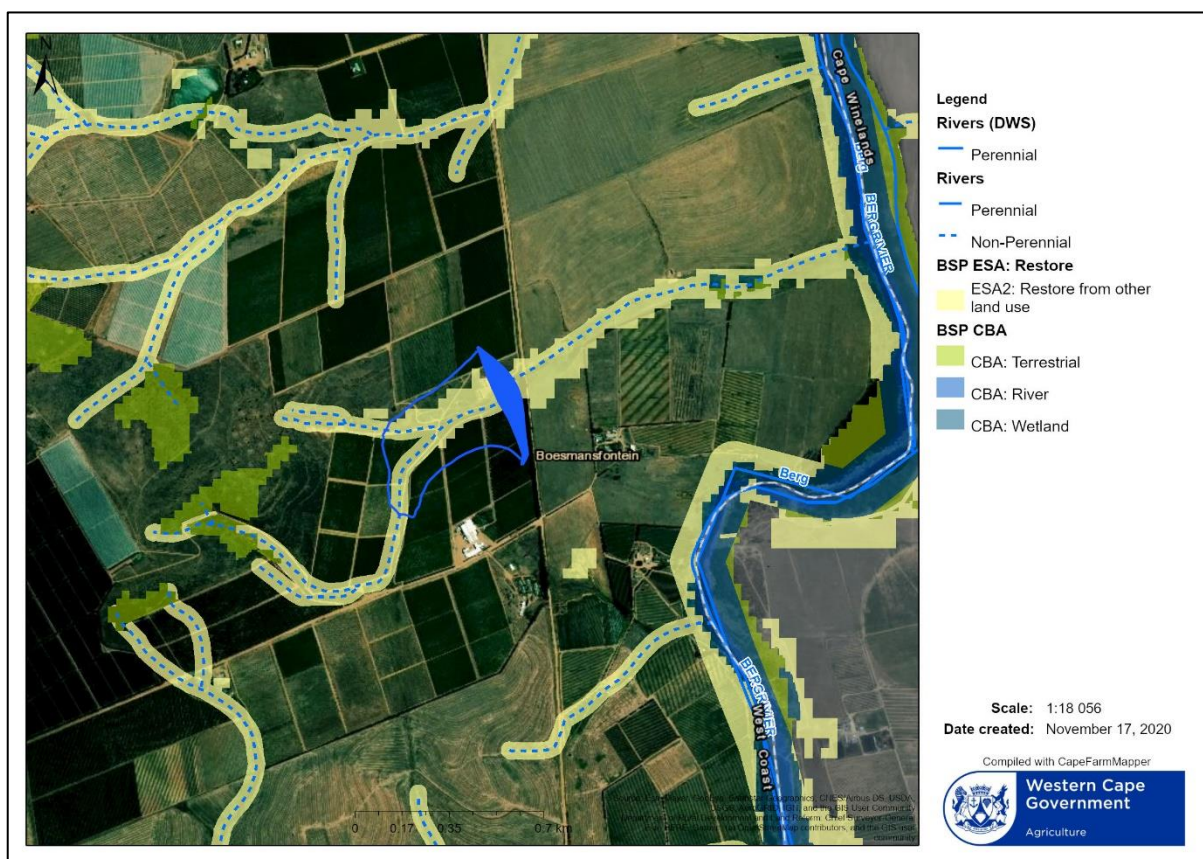 N
Cape Winelands
Berg
BERGRIVIER
Boesmansfontein
Berg
BERGRIVIER
West Coast
0 0.17 0.35 0.7 km
Legend
Rivers (DWS)
Perennial
Rivers
Perennial
Non-Perennial
BSP ESA: Restore
ESA2: Restore from other
land use
BSP CBA
CBA: Terrestrial
CBA: River
CBA: Wetland
Scale: 1:18 056
Date created: November 17, 2020
Compiled with CapeFarmMapper
Western Cape
Government
Agriculture